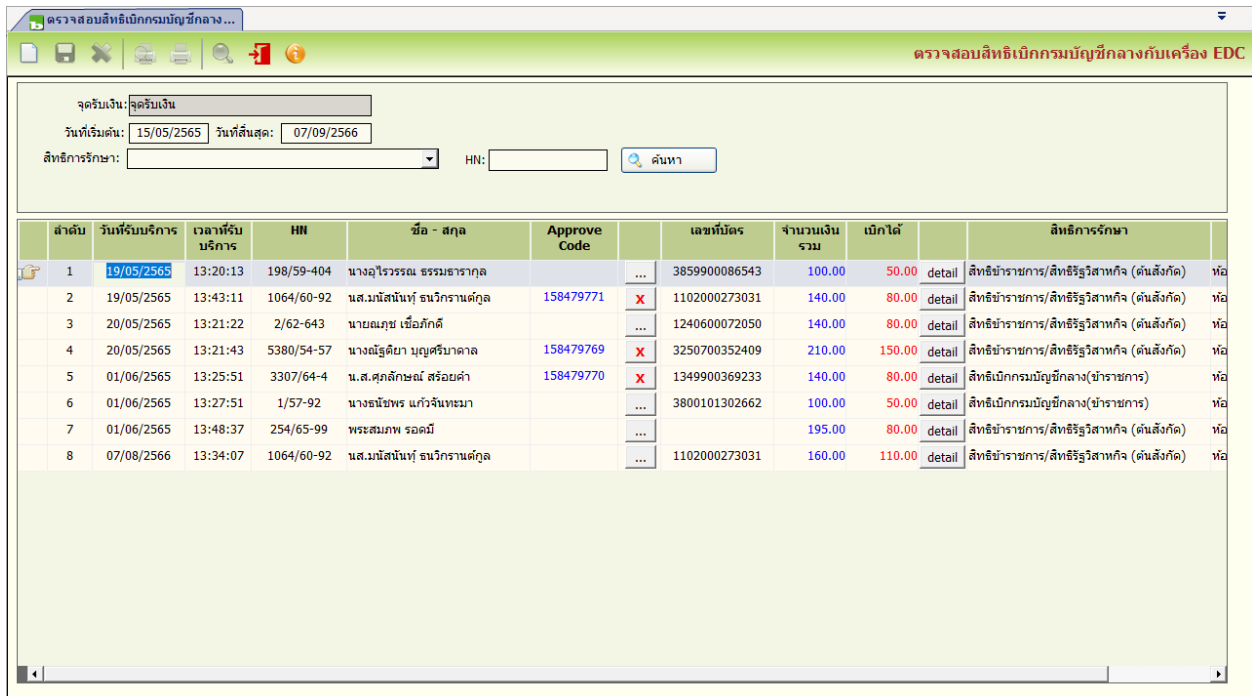 ตรวจสอบสิทธิเบิกกรมบัญชีกลาง...
ตรวจสอบสิทธิเบิกกรมบัญชีกลางกับเครื่อง EDC
จุดรับเงิน: จุดรับเงิน
วันที่เริ่มต้น: 15/05/2565 วันที่สิ้นสุด: 07/09/2566
สิทธิการรักษา: HN: ค้นหา
ลำดับ วันที่รับบริการ เวลาที่รับบริการ HN ชื่อ - สกุล Approve Code เลขที่บัตร จำนวนเงินรวม เบิกได้ สิทธิการรักษา
1 19/05/2565 13:20:13 198/59-404 นางอุไรวรรณ ธรรมธารากุล ... 3859900086543 100.00 50.00 detail สิทธิข้าราชการ/สิทธิรัฐวิสาหกิจ (ต้นสังกัด) ห้อ
2 19/05/2565 13:43:11 1064/60-92 นส.มนัสนันท์ ธนวิกรานต์กูล 158479771 X 1102000273031 140.00 80.00 detail สิทธิข้าราชการ/สิทธิรัฐวิสาหกิจ (ต้นสังกัด) ห้อ
3 20/05/2565 13:21:22 2/62-643 นายณภุช เชื้อภักดี ... 1240600072050 140.00 80.00 detail สิทธิข้าราชการ/สิทธิรัฐวิสาหกิจ (ต้นสังกัด) ห้อ
4 20/05/2565 13:21:43 5380/54-57 นางณัฐติยา บุญศรีบาดาล 158479769 X 3250700352409 210.00 150.00 detail สิทธิข้าราชการ/สิทธิรัฐวิสาหกิจ (ต้นสังกัด) ห้อ
5 01/06/2565 13:25:51 3307/64-4 น.ส.ศุภลักษณ์ สร้อยคำ 158479770 X 1349900369233 140.00 80.00 detail สิทธิเบิกกรมบัญชีกลาง(ข้าราชการ) ห้อ
6 01/06/2565 13:27:51 1/57-92 นางธนัชพร แก้วจันทะมา ... 3800101302662 100.00 50.00 detail สิทธิเบิกกรมบัญชีกลาง(ข้าราชการ) ห้อ
7 01/06/2565 13:48:37 254/65-99 พระสมภพ รอดมี ... 195.00 80.00 detail สิทธิข้าราชการ/สิทธิรัฐวิสาหกิจ (ต้นสังกัด) ห้อ
8 07/08/2566 13:34:07 1064/60-92 นส.มนัสนันท์ ธนวิกรานต์กูล ... 1102000273031 160.00 110.00 detail สิทธิข้าราชการ/สิทธิรัฐวิสาหกิจ (ต้นสังกัด) ห้อ